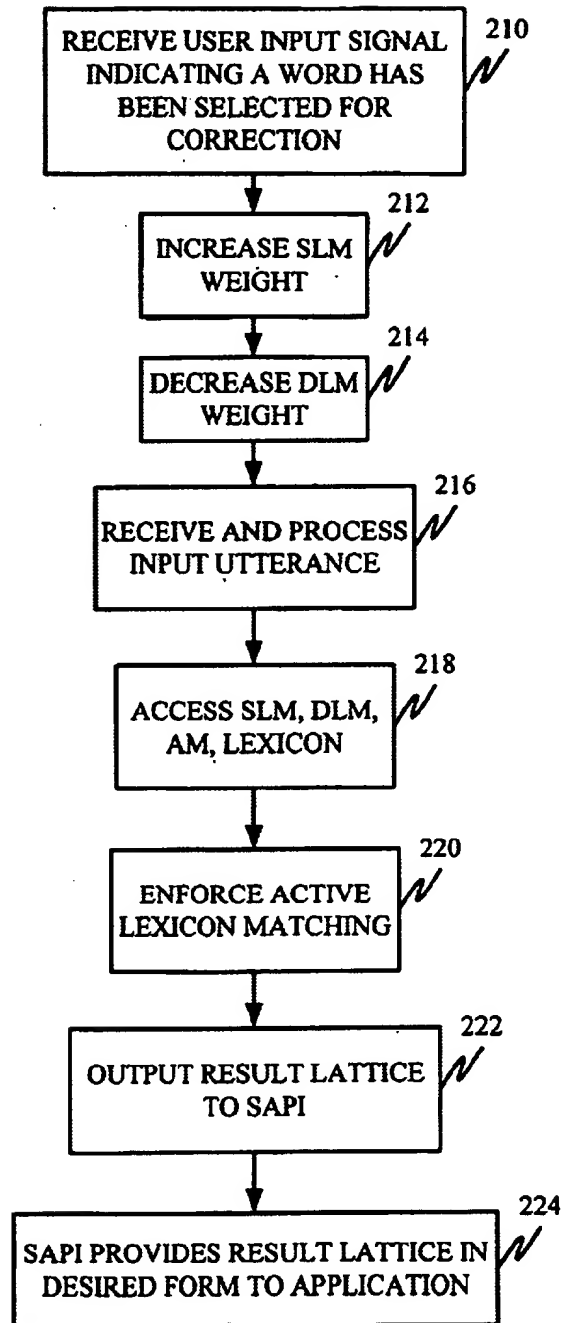 RECEIVE USER INPUT SIGNAL
INDICATING A WORD HAS
BEEN SELECTED FOR
CORRECTION
210
INCREASE SLM
WEIGHT
212
DECREASE DLM
WEIGHT
214
RECEIVE AND PROCESS
INPUT UTTERANCE
216
ACCESS SLM, DLM,
AM, LEXICON
218
ENFORCE ACTIVE
LEXICON MATCHING
220
OUTPUT RESULT LATTICE
TO SAPI
222
SAPI PROVIDES RESULT LATTICE IN
DESIRED FORM TO APPLICATION
224